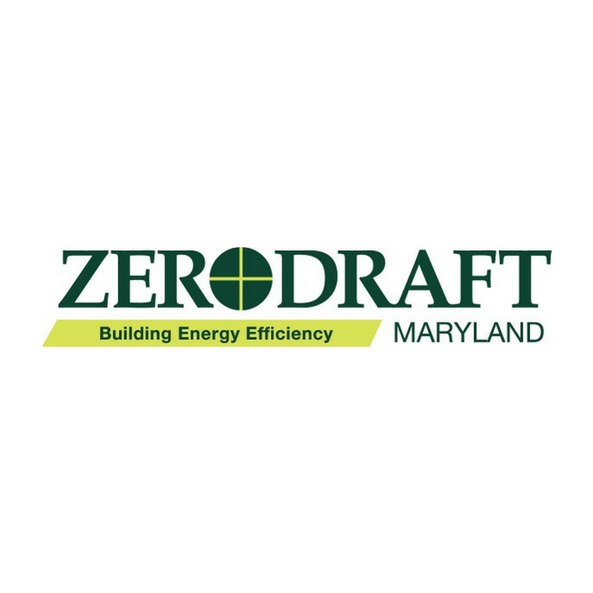 ZERODRAFT
Building Energy Efficiency
MARYLAND